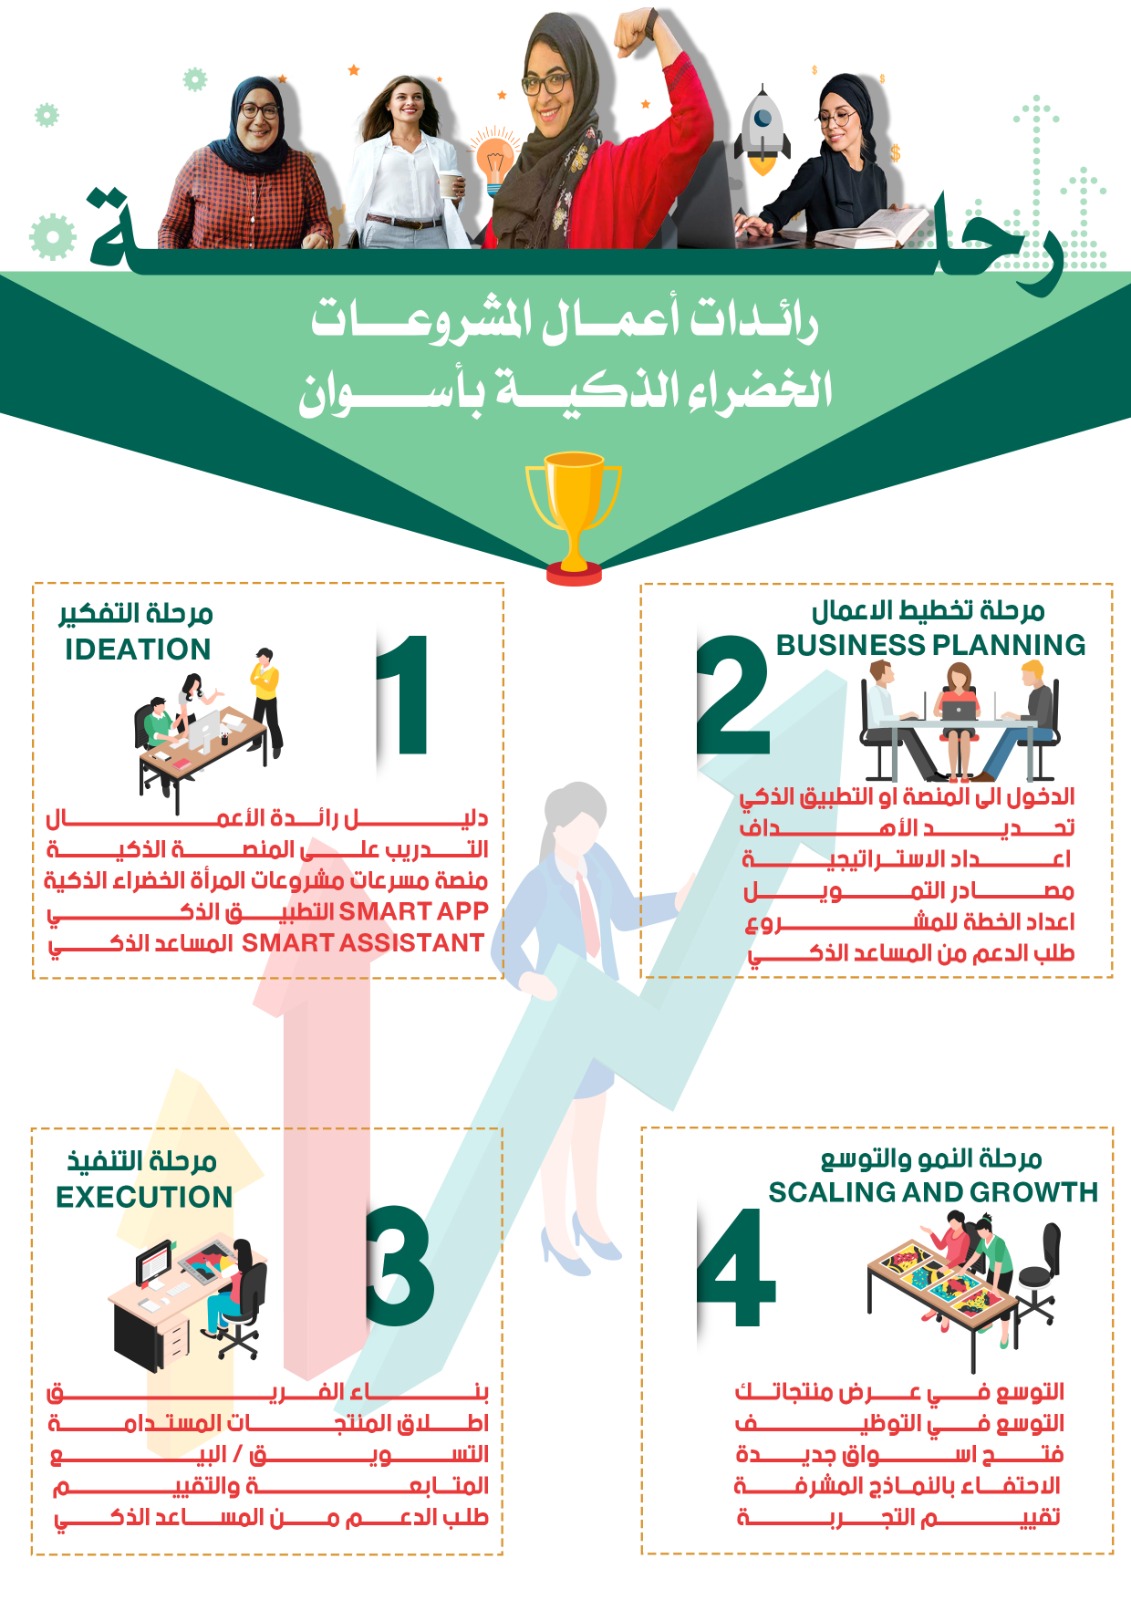 رحلة
رائدات أعمال المشروعات
الخضراء الذكية بأسوان
مرحلة التفكير
IDEATION
1
دليل رائدة الأعمال
التدريب على المنصة الذكية
منصة مسرعات مشروعات المرأة الخضراء الذكية
SMART APP التطبيق الذكي
SMART ASSISTANT المساعد الذكي
مرحلة تخطيط الاعمال
BUSINESS PLANNING
2
الدخول الى المنصة او التطبيق الذكي
تحديد الأهداف
اعداد الاستراتيجية
مصادر التمويل
اعداد الخطة للمشروع
طلب الدعم من المساعد الذكي
مرحلة التنفيذ
EXECUTION
3
بناء الفريق
اطلاق المنتجات المستدامة
التسويق / البيع
المتابعة والتقييم
طلب الدعم من المساعد الذكي
مرحلة النمو والتوسع
SCALING AND GROWTH
4
التوسع في عرض منتجاتك
التوسع في التوظيف
فتح اسواق جديدة
الاحتفاء بالنماذج المشرفة
تقييم التجربة